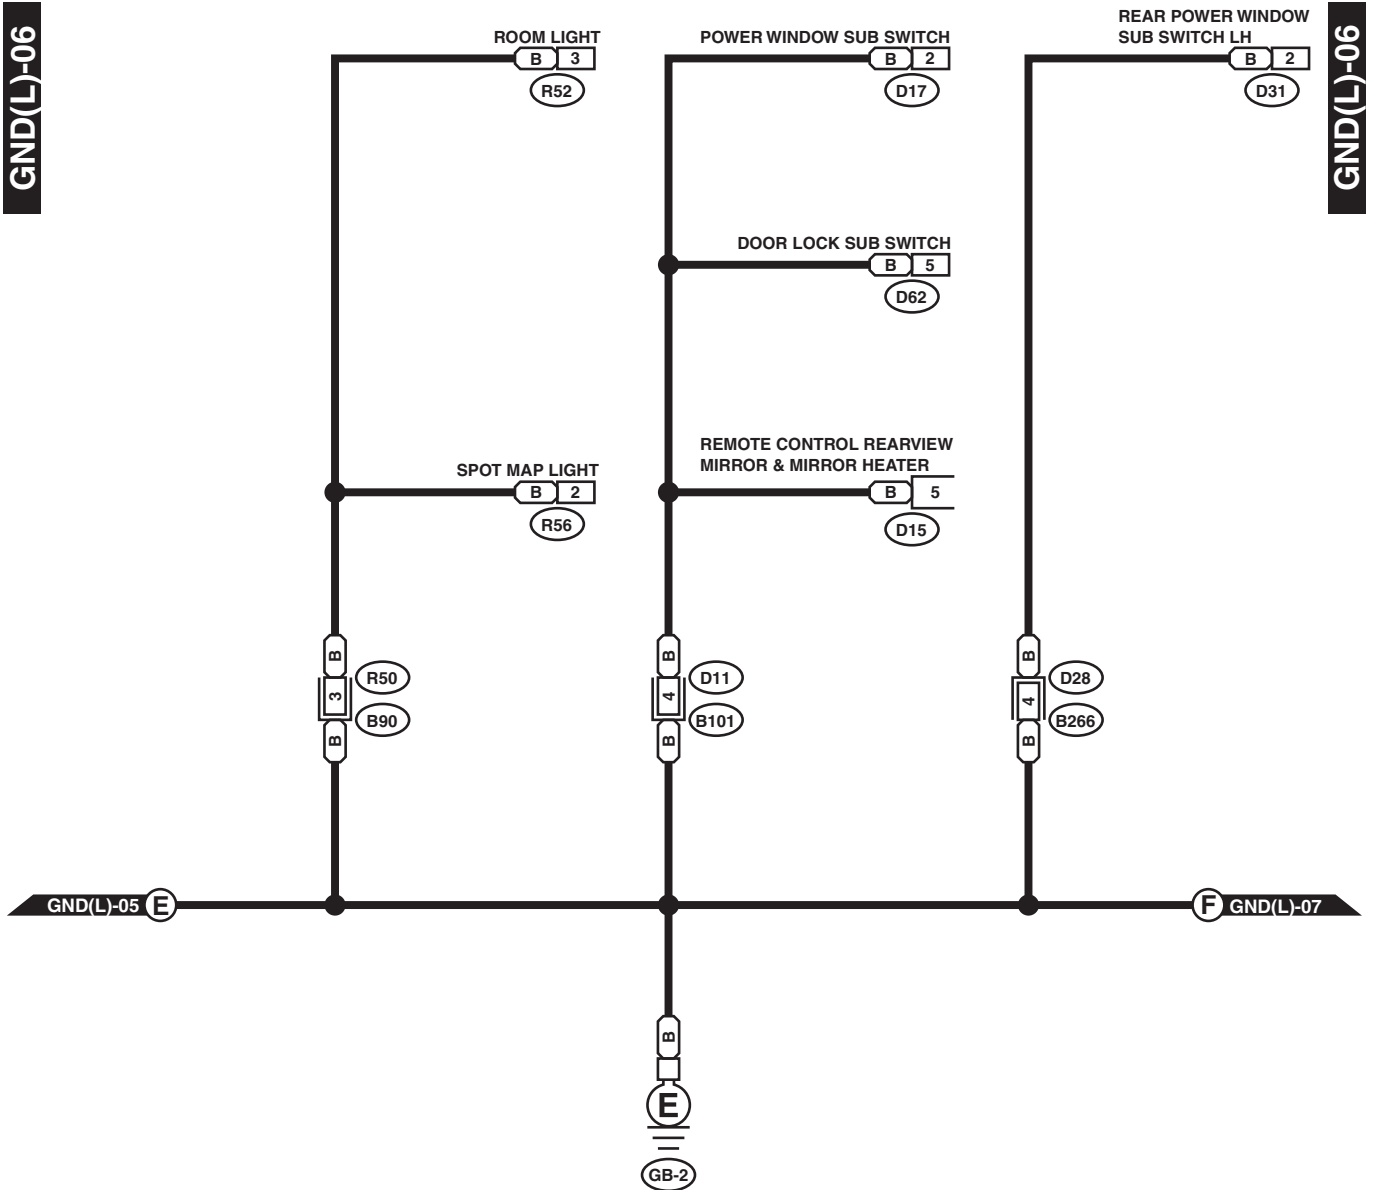 GND(L)-06
GND(L)-06
ROOM LIGHT
B 3
R52
POWER WINDOW SUB SWITCH
B 2
D17
REAR POWER WINDOW
SUB SWITCH LH
B 2
D31
DOOR LOCK SUB SWITCH
B 5
D62
SPOT MAP LIGHT
B 2
R56
REMOTE CONTROL REARVIEW
MIRROR & MIRROR HEATER
B 5
D15
B
3
B
R50
B90
B
4
B
D11
B101
B
4
B
D28
B266
GND(L)-05 E
F GND(L)-07
B
E
GB-2